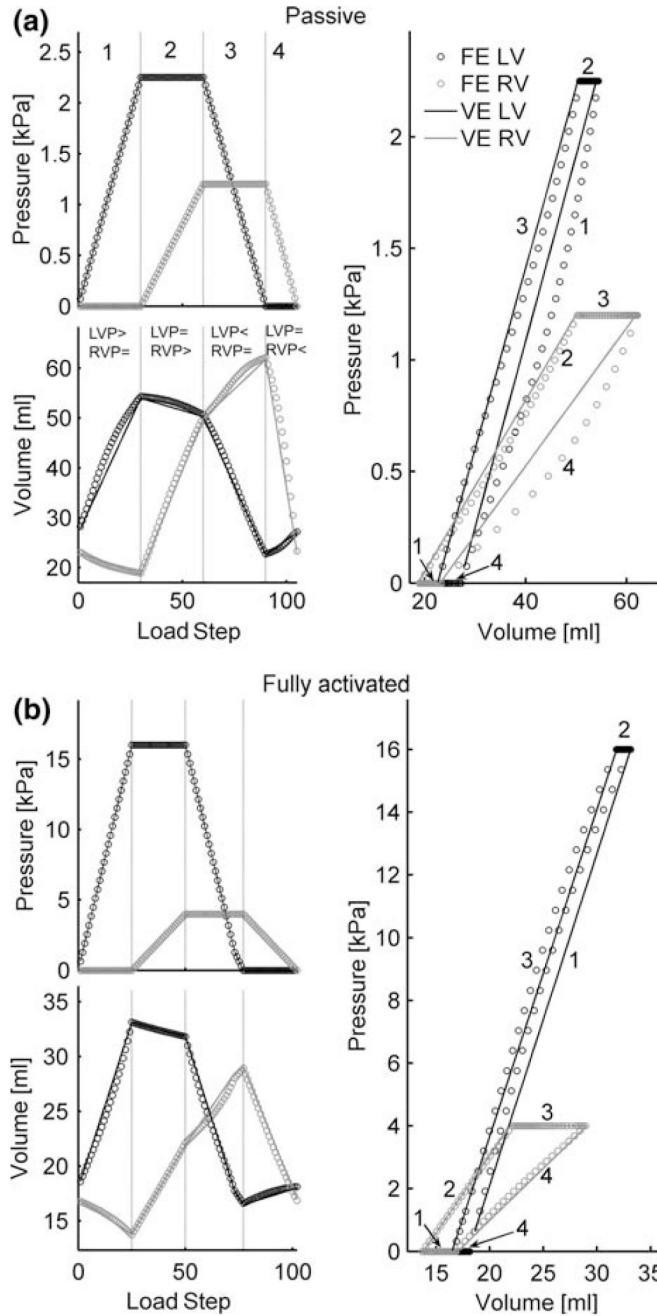 (a)
Passive
1 2 3 4
2.5
2
1.5
1
0.5
0
Pressure [kPa]
LVP> LVP= LVP< LVP=
RVP= RVP> RVP= RVP<
60
50
40
30
20
Volume [ml]
0 50 100
Load Step
FE LV
FE RV
VE LV
VE RV
2
1.5
1
0.5
0
Pressure [kPa]
2
3
1
3
2
4
1
4
20 40 60
Volume [ml]
(b)
Fully activated
15
10
5
0
Pressure [kPa]
35
30
25
20
15
Volume [ml]
0 50 100
Load Step
16
14
12
10
8
6
4
2
0
Pressure [kPa]
2
3
1
3
2
4
1
4
15 20 25 30 35
Volume [ml]